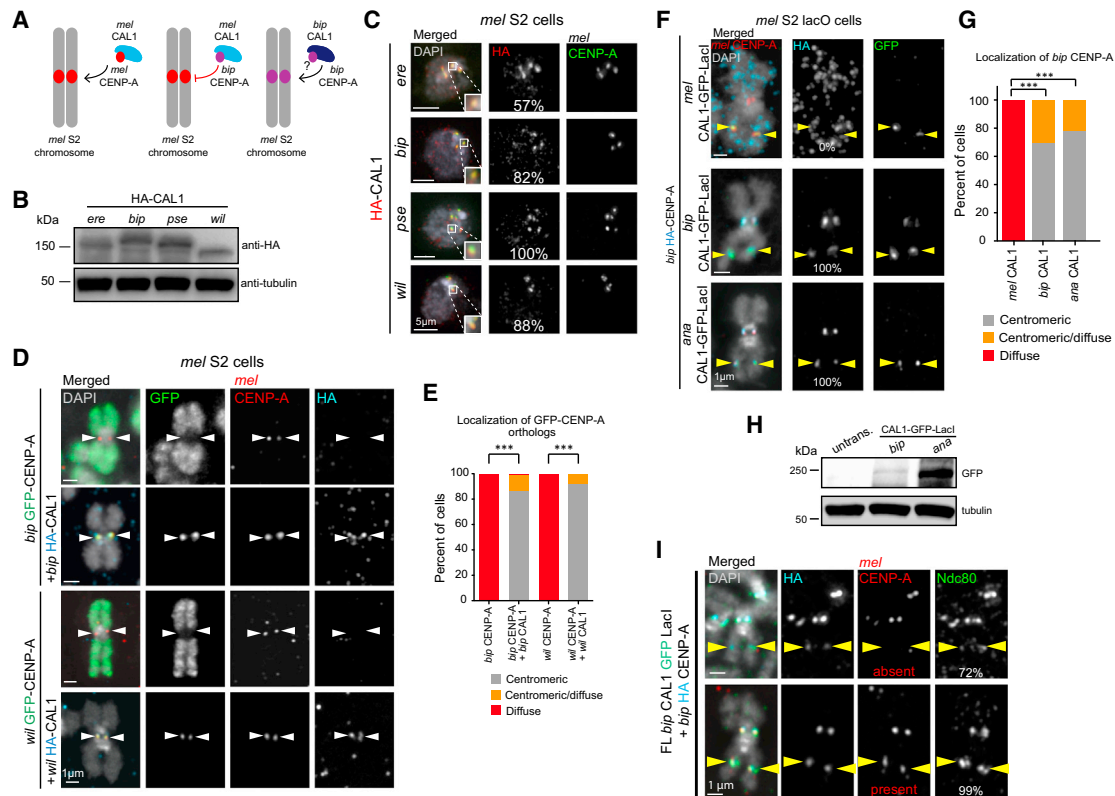 A
mel
CAL1
mel
CENP-A
mel S2
chromosome
mel
CAL1
bip
CENP-A
mel S2
chromosome
bip
CAL1
?
bip
CENP-A
mel S2
chromosome
B
HA-CAL1
kDa
ere bip pse wil
150
anti-HA
50
anti-tubulin
C
mel S2 cells
mel
DAPI HA CENP-A
HA-CAL1
ere
57%
bip
82%
pse
100%
wil
5μm
88%
D
mel S2 cells
Merged mel
DAPI GFP CENP-A HA
bip GFP-CENP-A
+bip HA-CAL1
wil GFP-CENP-A
+wil HA-CAL1
1μm
E
Localization of GFP-CENP-A
orthologs
*** ***
Percent of cells
100
80
60
40
20
0
bip CENP-A
bip CENP-A
+ bip CAL1
wil CENP-A
wil CENP-A
+ wil CAL1
Centromeric
Centromeric/diffuse
Diffuse
F
mel S2 lacO cells
Merged
mel CENP-A HA GFP
DAPI
bip HA-CENP-A
mel
CAL1-GFP-LacI
0%
bip
CAL1-GFP-LacI
100%
ana
CAL1-GFP-LacI
1μm
100%
G
Localization of bip CENP-A
***
***
Percent of cells
100
80
60
40
20
0
mel CAL1
bip CAL1
ana CAL1
Centromeric
Centromeric/diffuse
Diffuse
H
CAL1-GFP-LacI
kDa
untrans. bip ana
250
GFP
50
tubulin
I
Merged mel
DAPI HA CENP-A Ndc80
FL bip CAL1 GFP LacI
+ bip HA CENP-A
absent
72%
1 μm
present
99%